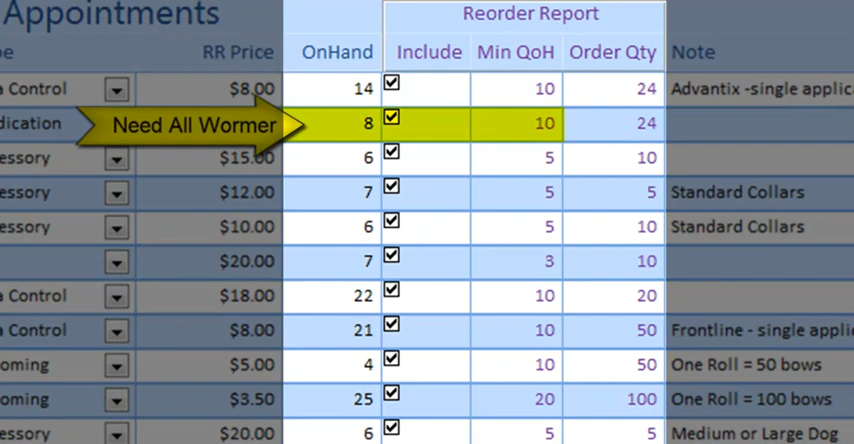 Appointments
Reorder Report
pe RR Price OnHand Include Min QoH Order Qty Note
a Control $8.00 14 10 24 Advantix -single applica
dication Need All Wormer 8 10 24
essory $15.00 6 5 10
essory $12.00 7 5 5 Standard Collars
essory $10.00 6 5 10 Standard Collars
$20.00 7 3 10
a Control $18.00 22 10 20
a Control $8.00 21 10 50 Frontline - single applic
oming $5.00 4 10 50 One Roll = 50 bows
oming $3.50 25 20 100 One Roll = 100 bows
essory $20.00 6 5 5 Medium or Large Dog